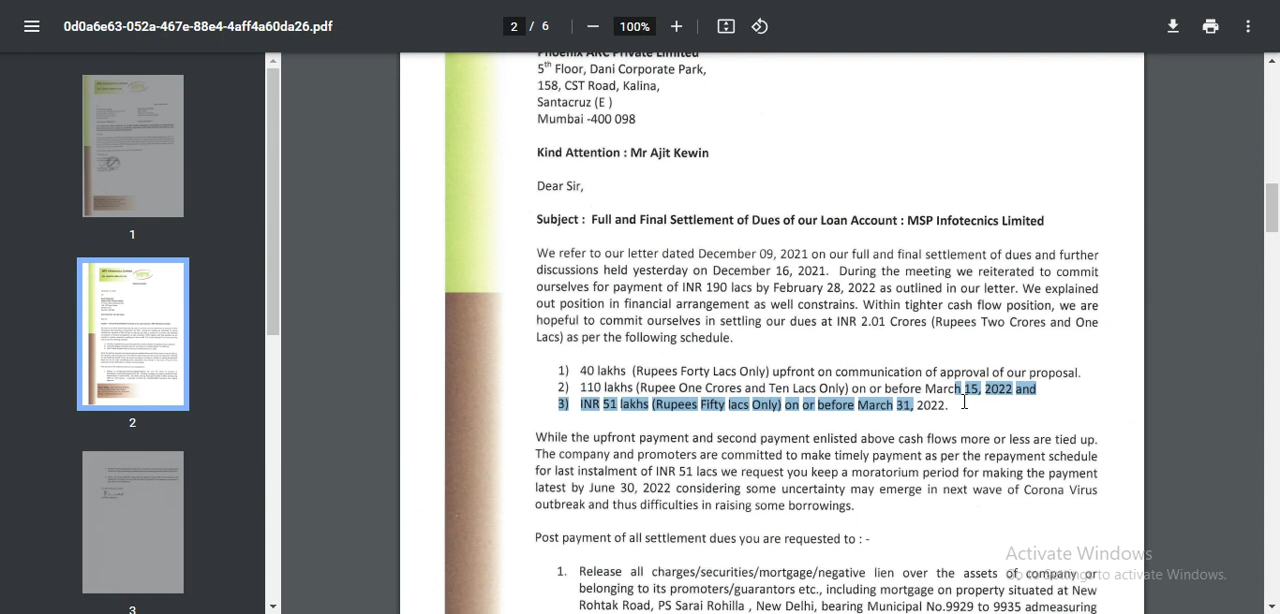 0d0a6e63-052a-467e-88e4-4aff4a60da26.pdf
2 / 6
100%
Phoenix ARC Private Limited
5th Floor, Dani Corporate Park,
158, CST Road, Kalina,
Santacruz (E )
Mumbai -400 098
Kind Attention : Mr Ajit Kewin
Dear Sir,
Subject : Full and Final Settlement of Dues of our Loan Account : MSP Infotecnics Limited
We refer to our letter dated December 09, 2021 on our full and final settlement of dues and further
discussions held yesterday on December 16, 2021. During the meeting we reiterated to commit
ourselves for payment of INR 190 lacs by February 28, 2022 as outlined in our letter. We explained
out position in financial arrangement as well constrains. Within tighter cash flow position, we are
hopeful to commit ourselves in settling our dues at INR 2.01 Crores (Rupees Two Crores and One
Lacs) as per the following schedule.
1) 40 lakhs (Rupees Forty Lacs Only) upfront on communication of approval of our proposal.
2) 110 lakhs (Rupee One Crores and Ten Lacs Only) on or before March 15, 2022 and
3) INR 51 lakhs (Rupees Fifty lacs Only) on or before March 31, 2022.
While the upfront payment and second payment enlisted above cash flows more or less are tied up.
The company and promoters are committed to make timely payment as per the repayment schedule
for last instalment of INR 51 lacs we request you keep a moratorium period for making the payment
latest by June 30, 2022 considering some uncertainty may emerge in next wave of Corona Virus
outbreak and thus difficulties in raising some borrowings.
Post payment of all settlement dues you are requested to : -
1. Release all charges/securities/mortgage/negative lien over the assets of company or
belonging to its promoters/guarantors etc., including mortgage on property situated at New
Rohtak Road, PS Sarai Rohilla , New Delhi, bearing Municipal No.9929 to 9935 admeasuring
1
2
3
Activate Windows
Go to Settings to activate Windows.